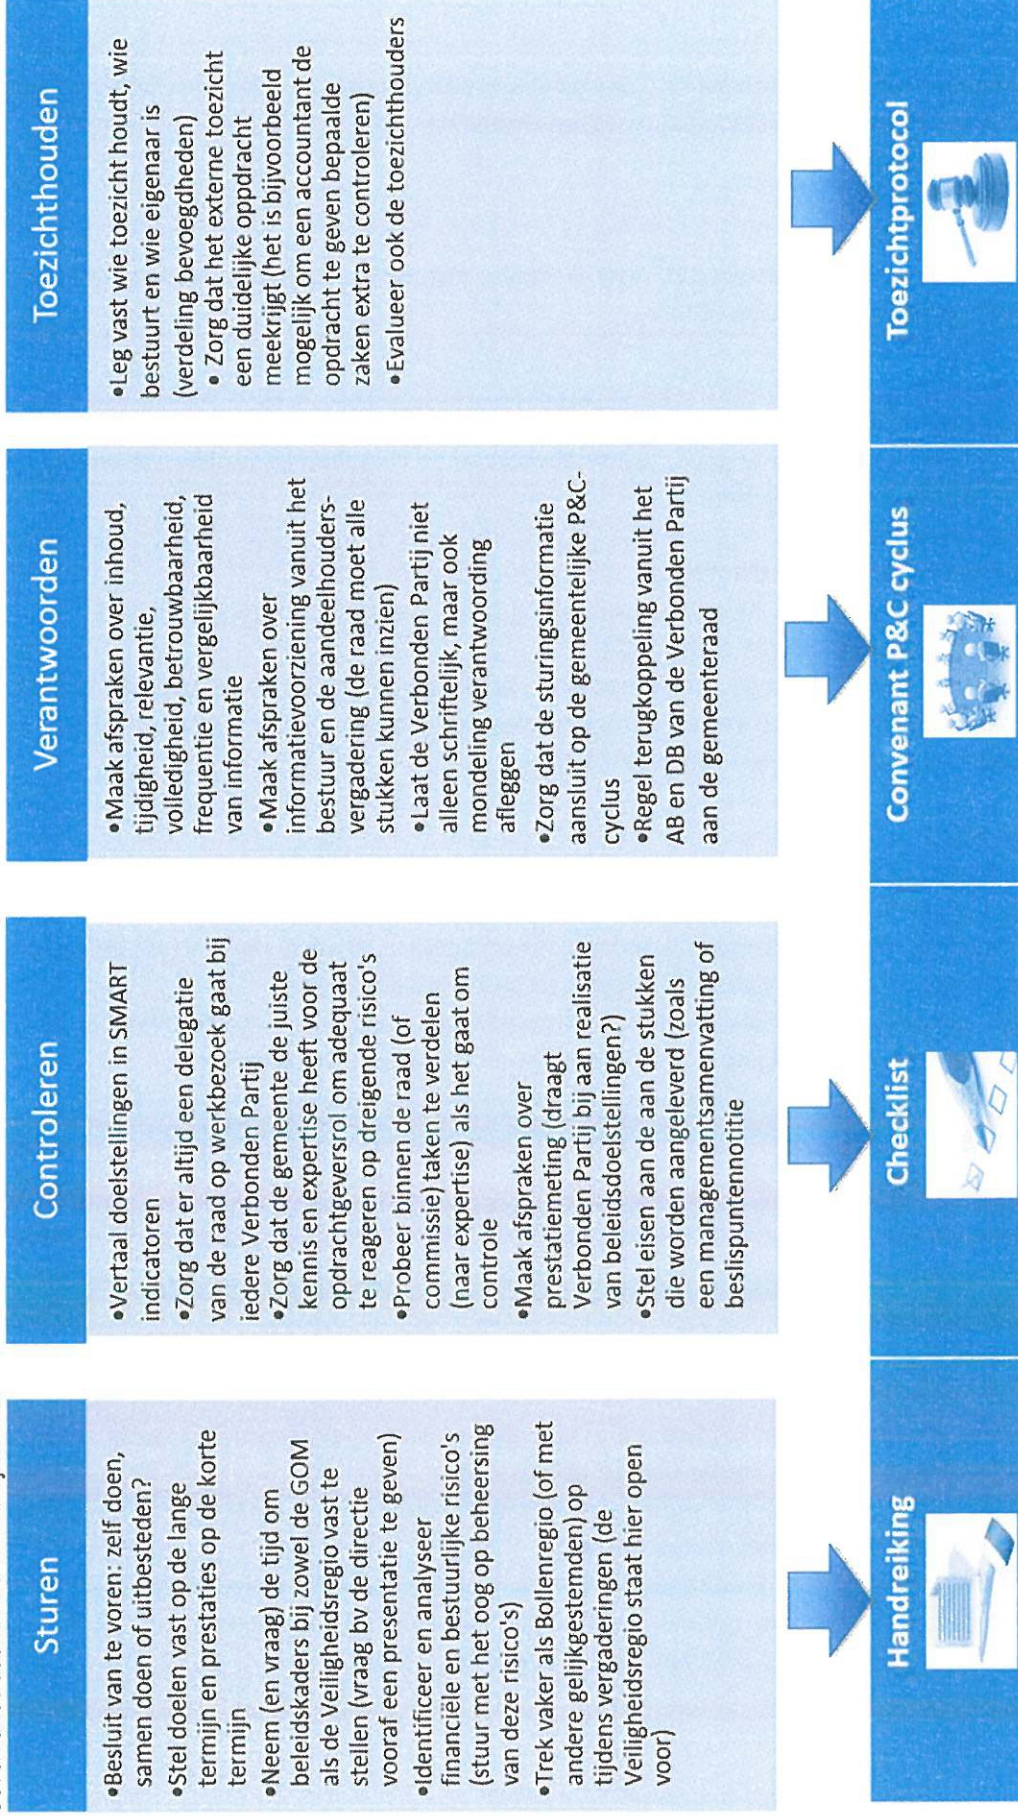 Sturen
•Besluit van te voren: zelf doen,
samen doen of uitbesteden?
•Stel doelen vast op de lange
termijn en prestaties op de korte
termijn
•Neem (en vraag) de tijd om
beleidskaders bij zowel de GOM
als de Veiligheidsregio vast te
stellen (vraag bv de directie
vooraf een presentatie te geven)
•Identificeer en analyseer
financiële en bestuurlijke risico's
(stuur met het oog op beheersing
van deze risico's)
•Trek vaker als Bollenregio (of met
andere gelijkgestemden) op
tijdens vergaderingen (de
Veiligheidsregio staat hier open
voor)
Handreiking
Controleren
•Vertaal doelstellingen in SMART
indicatoren
•Zorg dat er altijd een delegatie
van de raad op werkbezoek gaat bij
iedere Verbonden Partij
•Zorg dat de gemeente de juiste
kennis en expertise heeft voor de
opdrachtgeversrol om adequaat
te reageren op dreigende risico's
•Probeer binnen de raad (of
commissie) taken te verdelen
(naar expertise) als het gaat om
controle
•Maak afspraken over
prestatiemeting (draagt
Verbonden Partij bij aan realisatie
van beleidsdoelstellingen?)
•Stel eisen aan de aan de stukken
die worden aangeleverd (zoals
een managementsamenvatting of
beslispuntennotitie
Checklist
Verantwoorden
•Maak afspraken over inhoud,
tijdigheid, relevantie,
volledigheid, betrouwbaarheid,
frequentie en vergelijkbaarheid
van informatie
•Maak afspraken over
informatievoorziening vanuit het
bestuur en de aandeelhouders-
vergadering (de raad moet alle
stukken kunnen inzien)
•Laat de Verbonden Partij niet
alleen schriftelijk, maar ook
mondeling verantwoording
afleggen
•Zorg dat de sturingsinformatie
aansluit op de gemeentelijke P&C-
cyclus
•Regel terugkoppeling vanuit het
AB en DB van de Verbonden Partij
aan de gemeenteraad
Convenant P&C cyclus
Toezichthouden
•Leg vast wie toezicht houdt, wie
bestuurt en wie eigenaar is
(verdeling bevoegdheden)
• Zorg dat het externe toezicht
een duidelijke oppdracht
meekrijgt (het is bijvoorbeeld
mogelijk om een accountant de
opdracht te geven bepaalde
zaken extra te controleren)
•Evalueer ook de toezichthouders
Toezichtprotocol